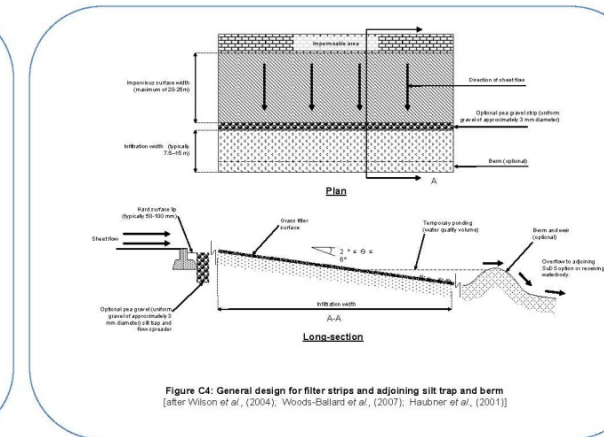 Impermeable area
Impervious surface width
(maximum of 20-25m)
Direction of sheet flow
Optional pea gravel strip (uniform
gravel of approximately 3
mm diameter)
Infiltration width (typically
7.5–15 m)
Berm (optional)
A
Plan
Hard surface lip
(typically 50-100 mm)
Sheet flow
Grass filter
surface
2 ° ≤ Θ ≤
6°
Temporary ponding
(water quality volume)
Berm and weir
(optional)
Overflow to adjoining
SuDS option or receiving
waterbody.
Optional pea gravel (uniform
gravel of approximately 3
mm diameter) silt trap and
flow spreader
Infiltration width
A-A
Long-section
Figure C4: General design for filter strips and adjoining silt trap and berm
[after Wilson et al., (2004); Woods-Ballard et al., (2007); Haubner et al., (2001)]